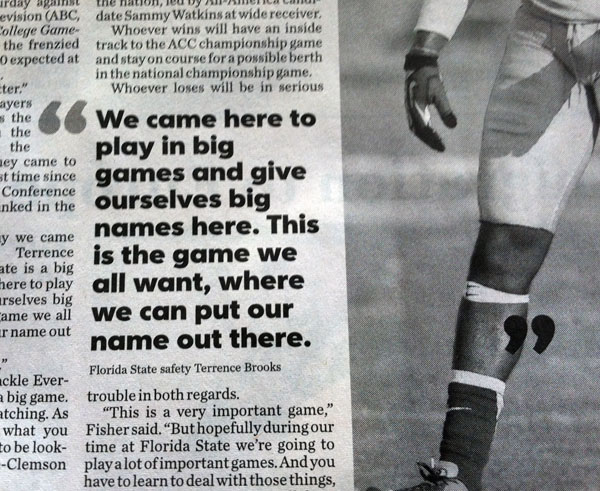 urday against
evision (ABC,
College Game-
the frenzied
0 expected at
ter."
ayers
s the
the
the
ey came to
st time since
Conference
nked in the
y we came
Terrence
ate is a big
here to play
urselves big
ame we all
ur name out
"
ackle Ever-
a big game.
atching. As
what you
to be look-
-Clemson
the nation, led by All-America candi-
date Sammy Watkins at wide receiver.
Whoever wins will have an inside
track to the ACC championship game
and stay on course for a possible berth
in the national championship game.
Whoever loses will be in serious
“ We came here to
play in big
games and give
ourselves big
names here. This
is the game we
all want, where
we can put our
name out there.
”
Florida State safety Terrence Brooks
trouble in both regards.
"This is a very important game,"
Fisher said. "But hopefully during our
time at Florida State we're going to
play a lot of important games. And you
have to learn to deal with those things,